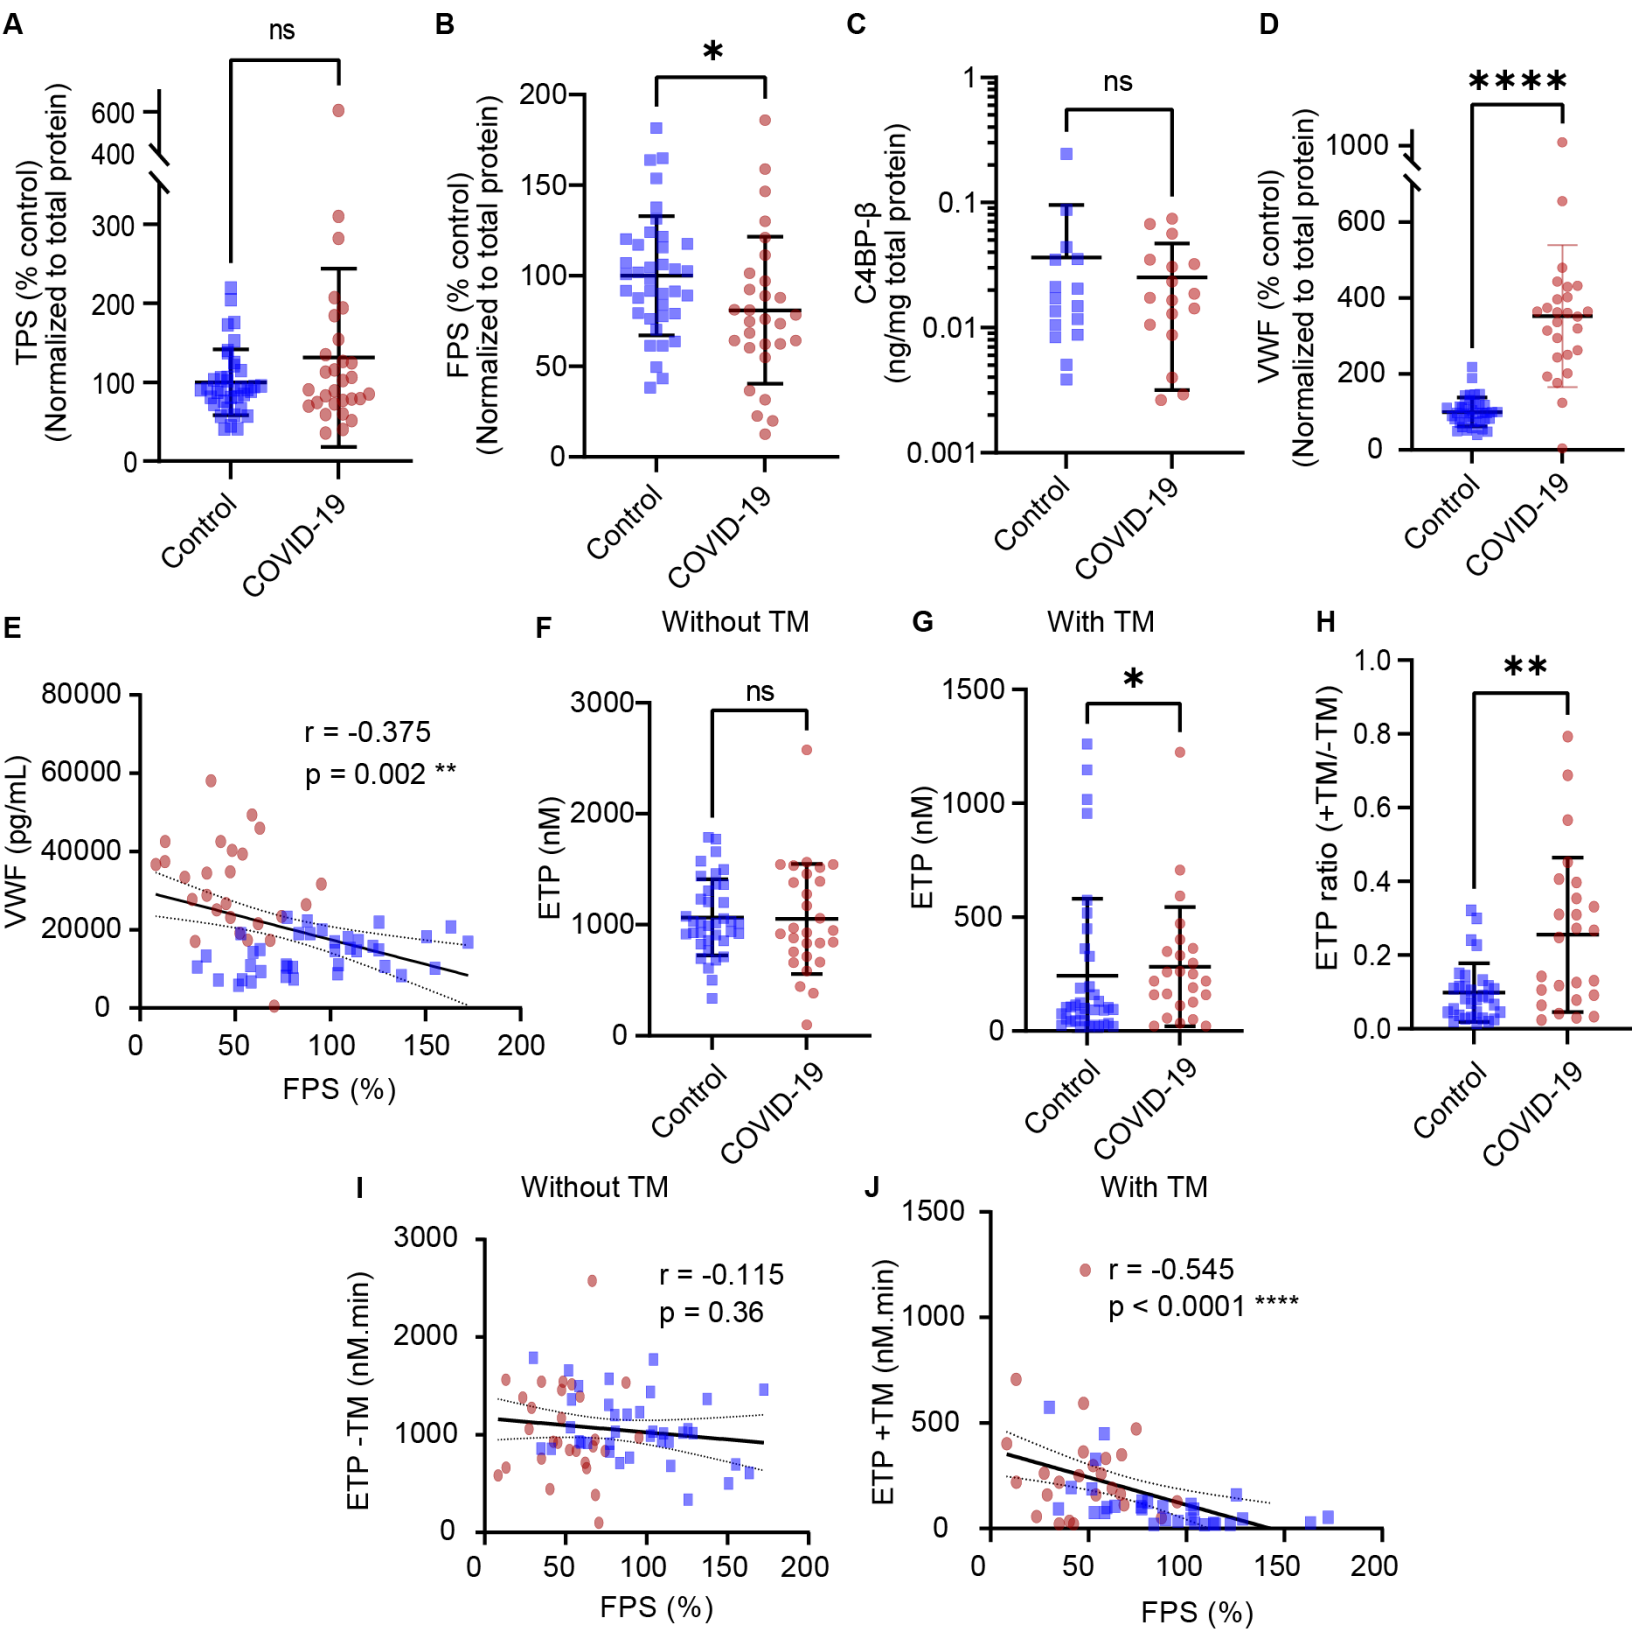 A
ns
TPS (% control)
(Normalized to total protein)
600
400
300
200
100
0
Control
COVID-19
B
*
FPS (% control)
(Normalized to total protein)
200
150
100
50
0
Control
COVID-19
C
ns
C4BP-β
(ng/mg total protein)
1
0.1
0.01
0.001
Control
COVID-19
D
****
VWF (% control)
(Normalized to total protein)
1000
600
400
200
0
Control
COVID-19
E
VWF (pg/mL)
80000
60000
40000
20000
0
r = -0.375
p = 0.002 **
0
50
100
150
200
FPS (%)
F
Without TM
ns
ETP (nM)
3000
2000
1000
0
Control
COVID-19
G
With TM
*
ETP (nM)
1500
1000
500
0
Control
COVID-19
H
**
ETP ratio (+TM/-TM)
1.0
0.8
0.6
0.4
0.2
0.0
Control
COVID-19
I
Without TM
ETP -TM (nM.min)
3000
2000
1000
0
r = -0.115
p = 0.36
0
50
100
150
200
FPS (%)
J
With TM
ETP +TM (nM.min)
1500
1000
500
0
r = -0.545
p < 0.0001 ****
0
50
100
150
200
FPS (%)